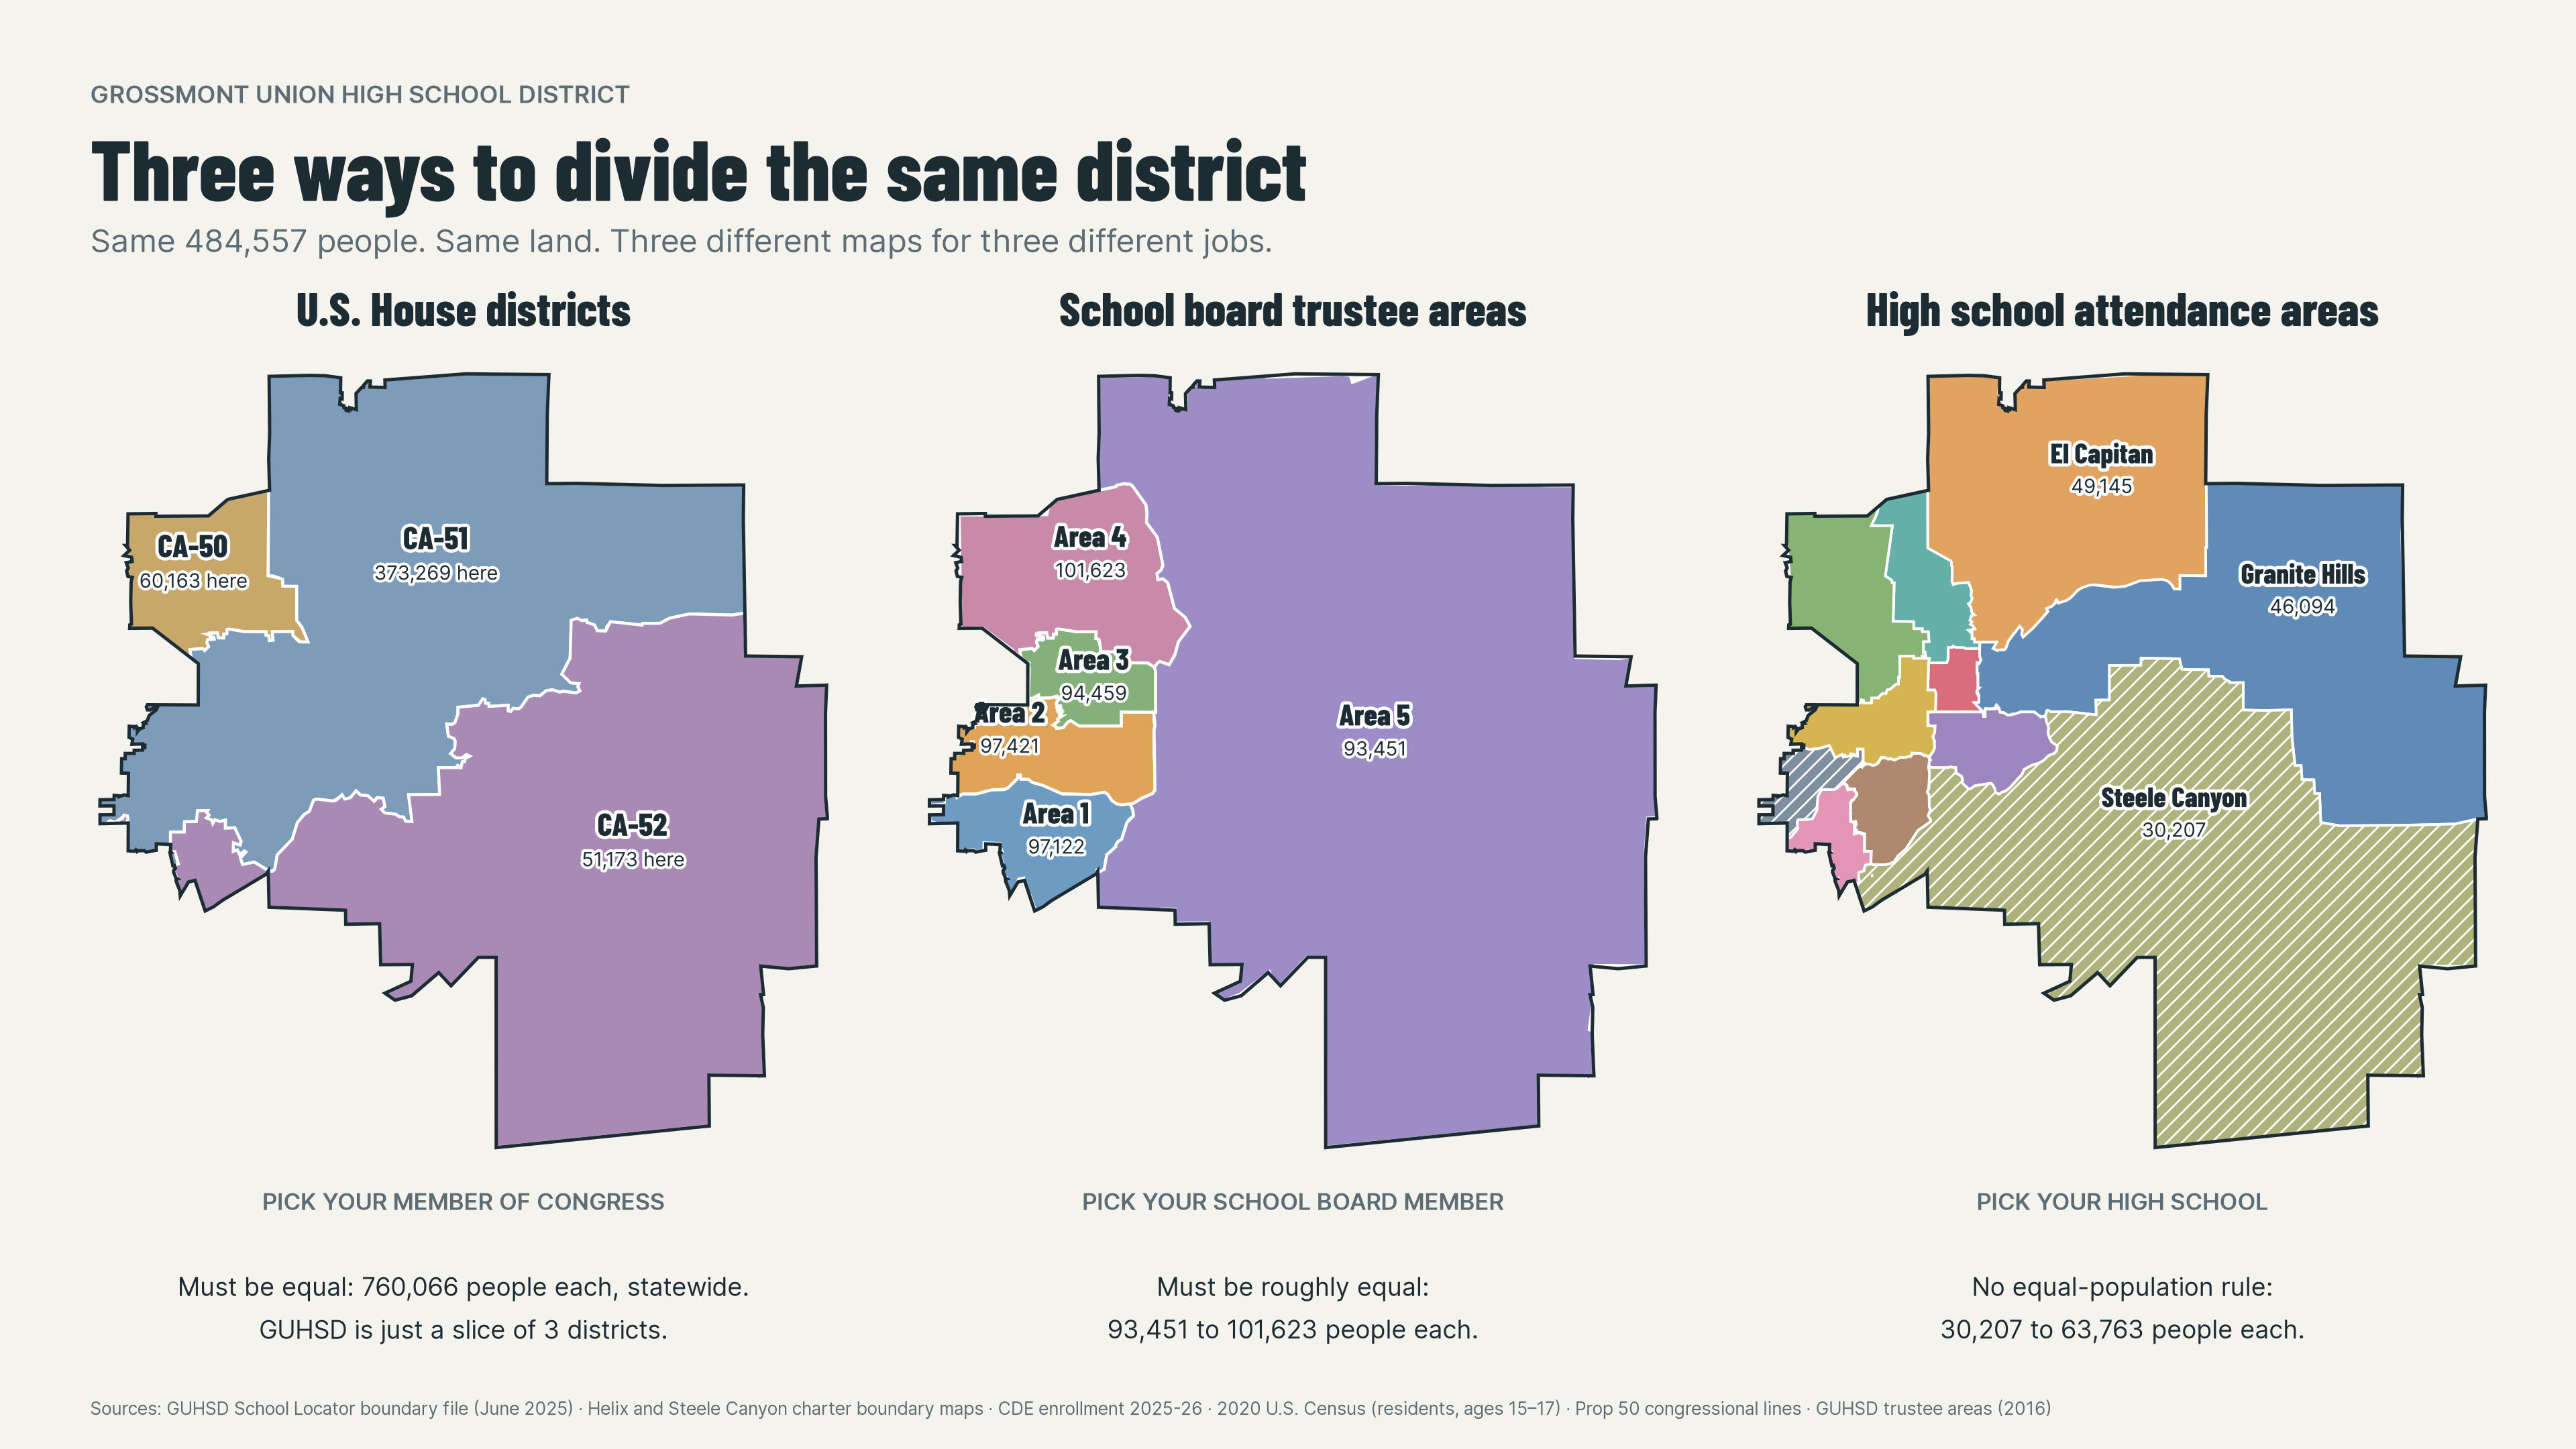 GROSSMONT UNION HIGH SCHOOL DISTRICT
Three ways to divide the same district
Same 484,557 people. Same land. Three different maps for three different jobs.
U.S. House districts
CA-50
60,163 here
CA-51
373,269 here
CA-52
51,173 here
PICK YOUR MEMBER OF CONGRESS
Must be equal: 760,066 people each, statewide.
GUHSD is just a slice of 3 districts.
School board trustee areas
Area 4
101,623
Area 3
94,459
Area 2
97,421
Area 5
93,451
Area 1
97,122
PICK YOUR SCHOOL BOARD MEMBER
Must be roughly equal:
93,451 to 101,623 people each.
High school attendance areas
El Capitan
49,145
Granite Hills
46,094
Steele Canyon
30,207
PICK YOUR HIGH SCHOOL
No equal-population rule:
30,207 to 63,763 people each.
Sources: GUHSD School Locator boundary file (June 2025) · Helix and Steele Canyon charter boundary maps · CDE enrollment 2025-26 · 2020 U.S. Census (residents, ages 15–17) · Prop 50 congressional lines · GUHSD trustee areas (2016)